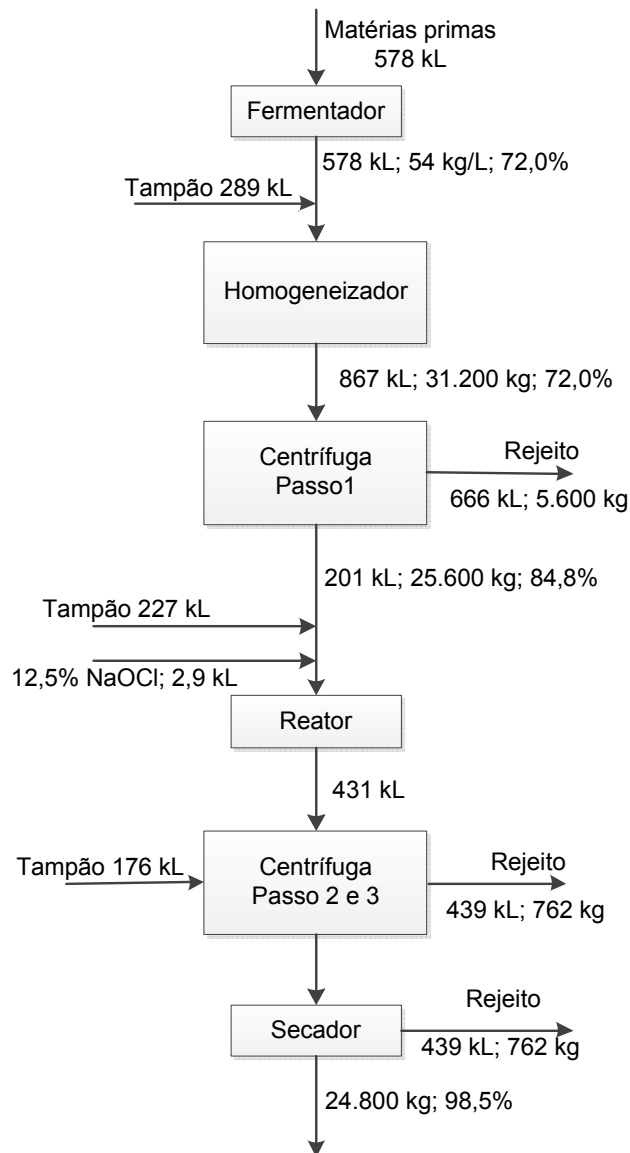 Matérias primas
578 kL
Fermentador
578 kL; 54 kg/L; 72,0%
Tampão 289 kL
Homogeneizador
867 kL; 31.200 kg; 72,0%
Centrífuga
Passo1
Rejeito
666 kL; 5.600 kg
201 kL; 25.600 kg; 84,8%
Tampão 227 kL
12,5% NaOCl; 2,9 kL
Reator
431 kL
Tampão 176 kL
Centrífuga
Passo 2 e 3
Rejeito
439 kL; 762 kg
Secador
Rejeito
439 kL; 762 kg
24.800 kg; 98,5%